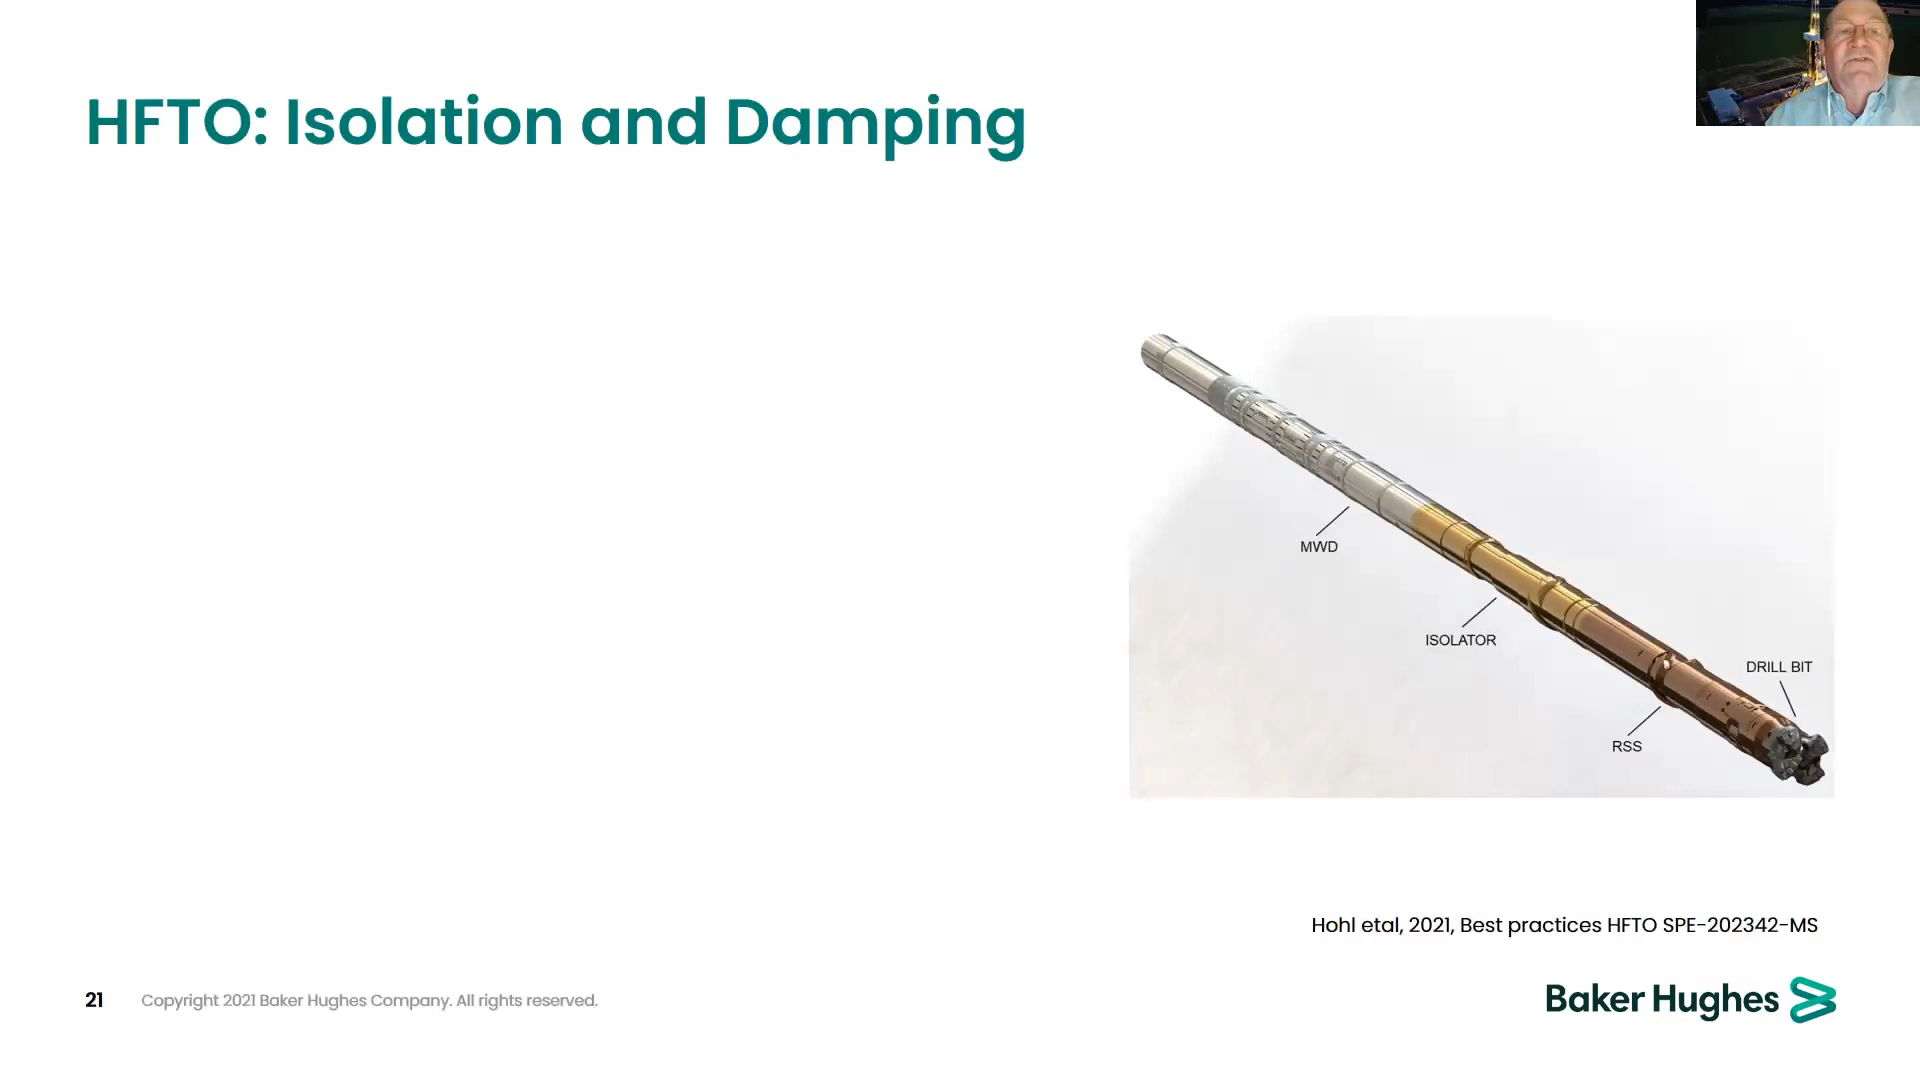 HFTO: Isolation and Damping
MWD
ISOLATOR
DRILL BIT
RSS
Hohl etal, 2021, Best practices HFTO SPE-202342-MS
21
Copyright 2021 Baker Hughes Company. All rights reserved.
Baker Hughes